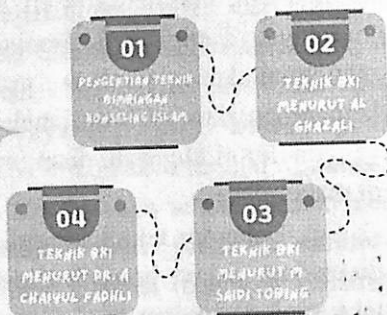 01
PENGERTIAN TEKNIK
BIMBINGAN
KONSELING ISLAM
02
TEKNIK BKI
MENURUT AL
GHAZALI
03
TEKNIK BKI
MENURUT M
SAIDI TOBING
04
TEKNIK BKI
MENURUT DR. A
CHAIYUL FADHLI